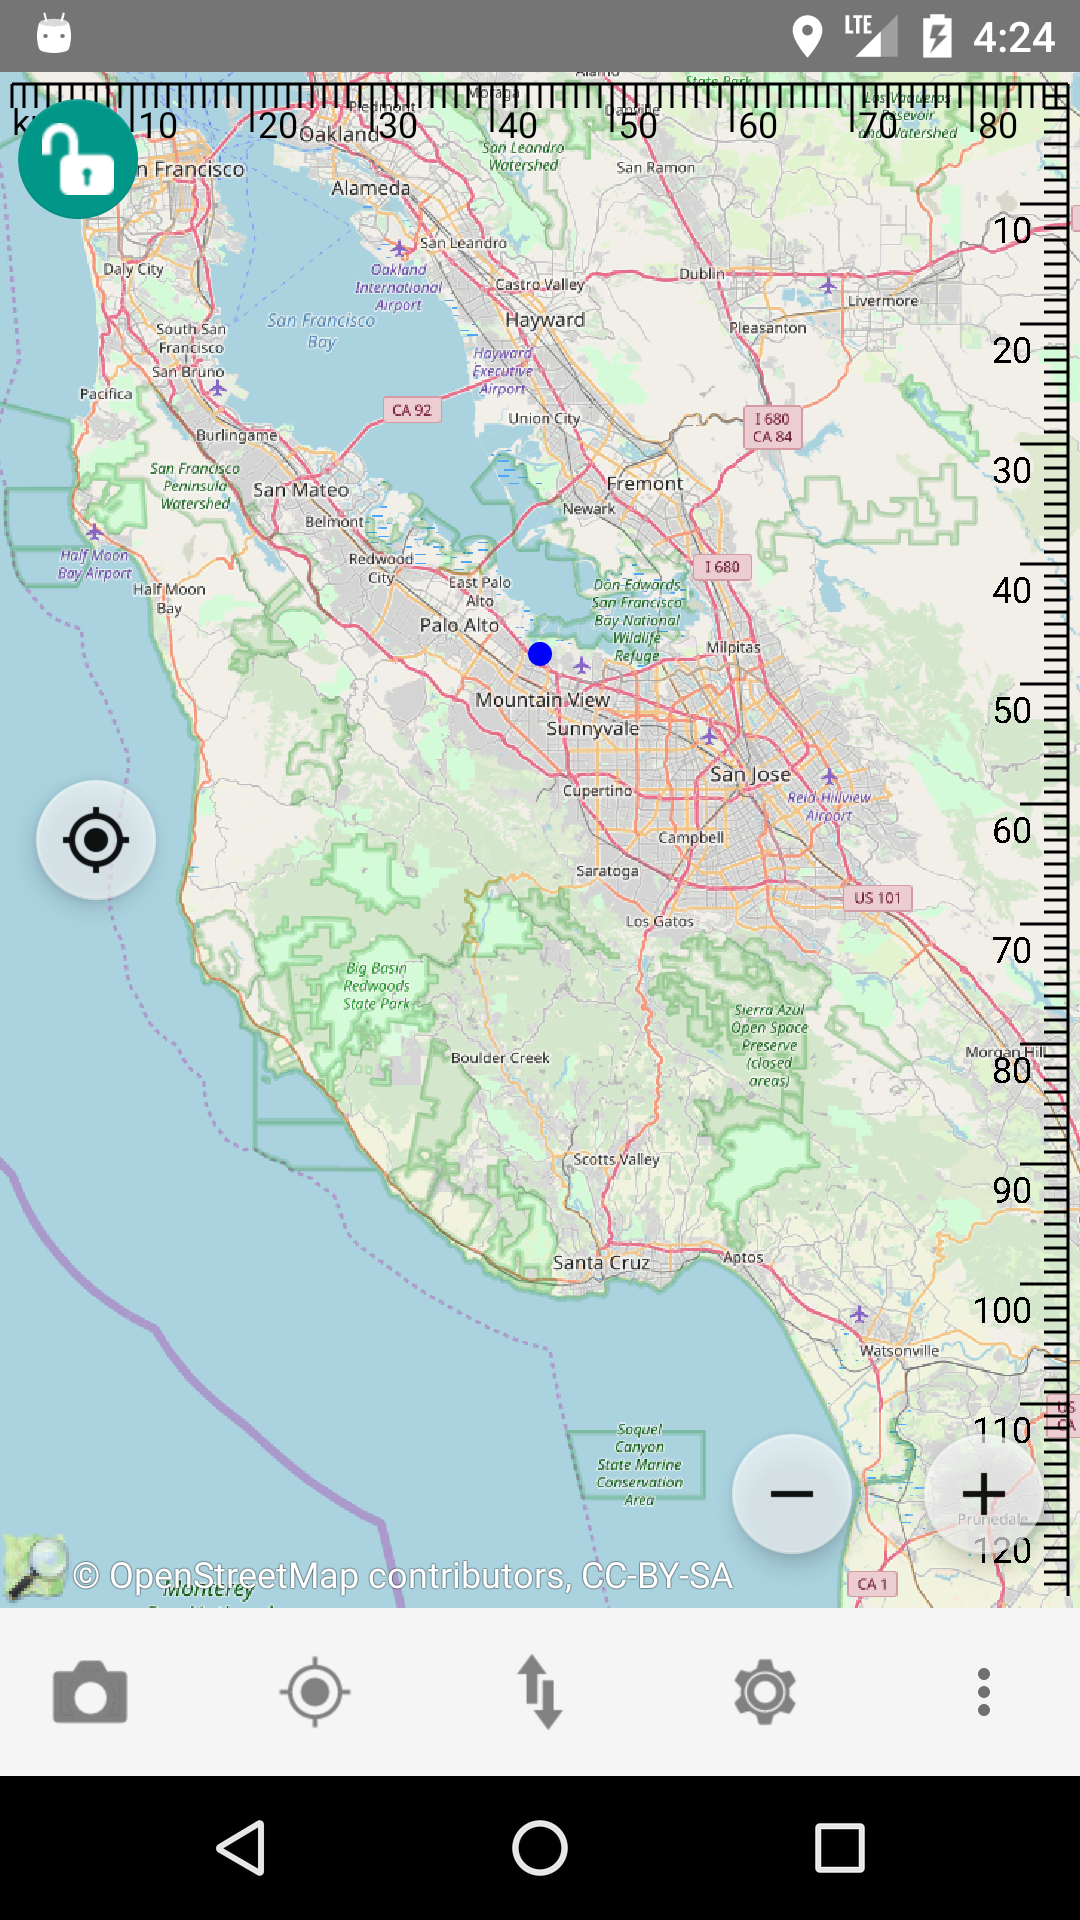 LTE 4:24
Alamo
State Park
Moraga
Piedmont
Danville
Los Vaqueros
Resevoir
and Watershed
10 20 30 40 50 60 70 80
Oakland
San Leandro
Watershed
San Ramon
n Francisco
Alameda
San Leandro
10
Daly City
Oakland
International
Airport
Castro Valley
Dublin
Livermore
San Francisco
Bay
Hayward
Pleasanton
South San
Francisco
Hayward
Executive
Airport
20
San Bruno
Pacifica
CA 92
Union City
I 680
CA 84
Burlingame
San Francisco
Peninsula
Watershed
San Mateo
Fremont
30
Newark
Belmont
Half Moon
Bay Airport
Redwood
City
I 680
Half Moon
Bay
East Palo
Alto
Don Edwards
San Francisco
Bay National
Wildlife
Refuge
40
Palo Alto
Milpitas
Mountain View
50
Sunnyvale
San Jose
Cupertino
Reid-Hillview
Airport
60
Campbell
Saratoga
US 101
Los Gatos
70
Big Basin
Redwoods
State Park
Sierra Azul
Open Space
Preserve
(closed
areas)
Boulder Creek
Morgan Hill
80
Scotts Valley
90
Santa Cruz
Aptos
100
Watsonville
US
CA
110
Soquel
Canyon
State Marine
Conservation
Area
Prunedale
120
© OpenStreetMap contributors, CC-BY-SA
Monterey
CA 1